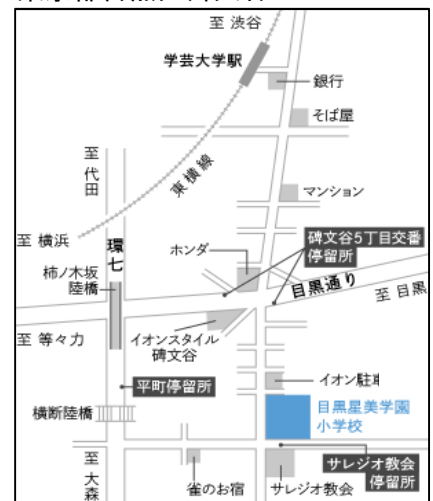 至 渋谷
学芸大学駅
銀行
そば屋
至
代
田
東横線
マンション
至 横浜
環
七
ホンダ
碑文谷5丁目交番
停留所
柿ノ木坂
陸橋
目黒通り
至 目黒
至 等々力
イオンスタイル
碑文谷
平町停留所
イオン駐車
横断陸橋
目黒星美学園
小学校
至
大
森
雀のお宿
サレジオ教会
サレジオ教会
停留所